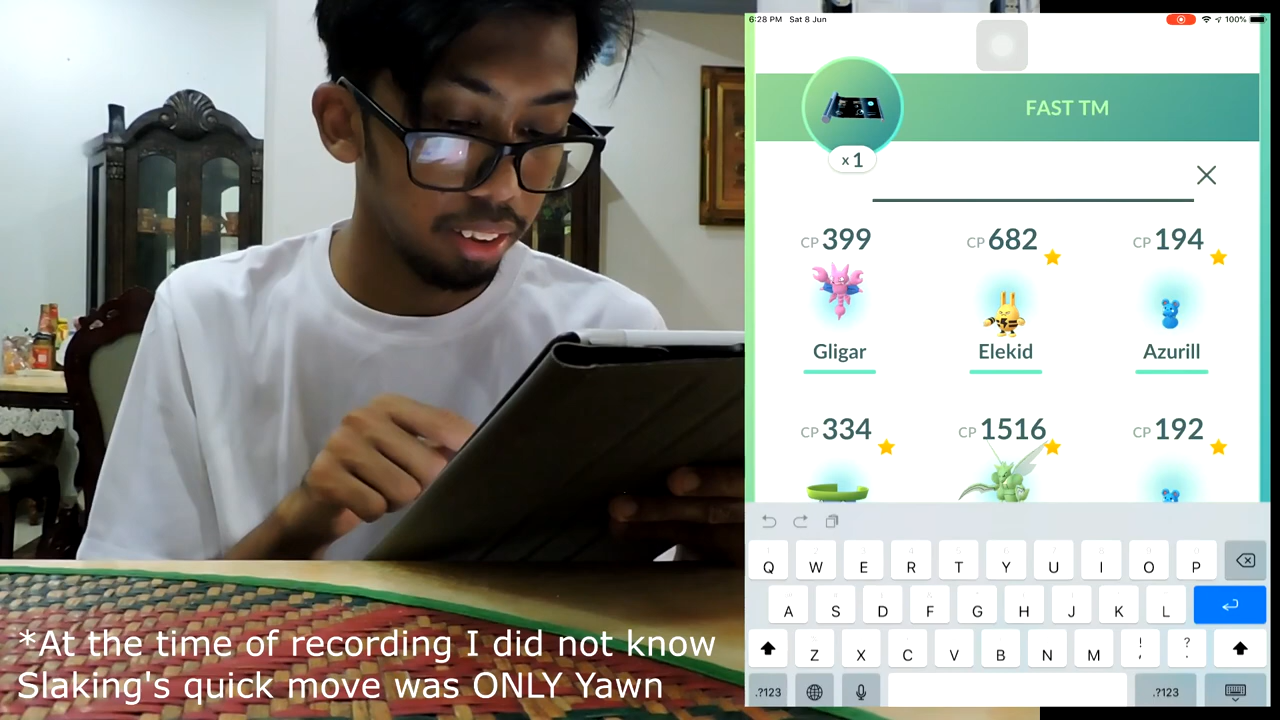 6:28 PM Sat 8 Jun
100%
FAST TM
x 1
CP 399
CP 682
CP 194
Gligar
Elekid
Azurill
CP 334
CP 1516
CP 192
Q W E R T Y U I O P
A S D F G H J K L
Z X C V B N M ! , ? .
.?123
.?123
*At the time of recording I did not know
Slaking's quick move was ONLY Yawn